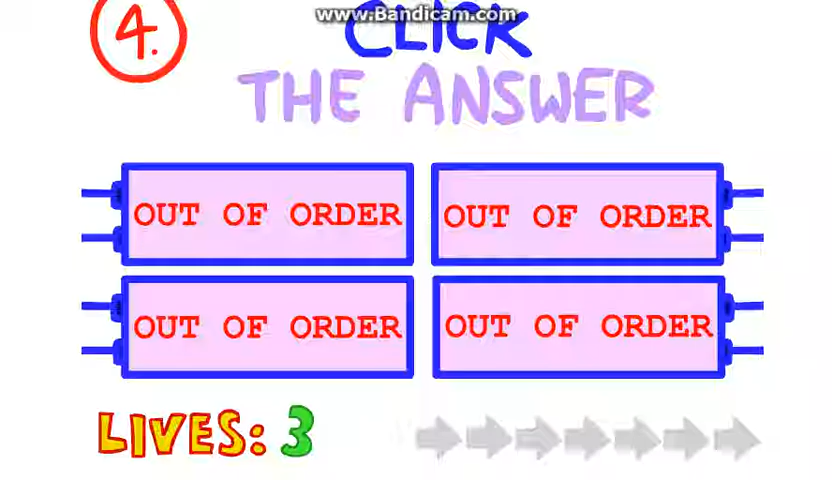 www.Bandicam.com
4. CLICK
THE ANSWER
OUT OF ORDER OUT OF ORDER
OUT OF ORDER OUT OF ORDER
LIVES: 3